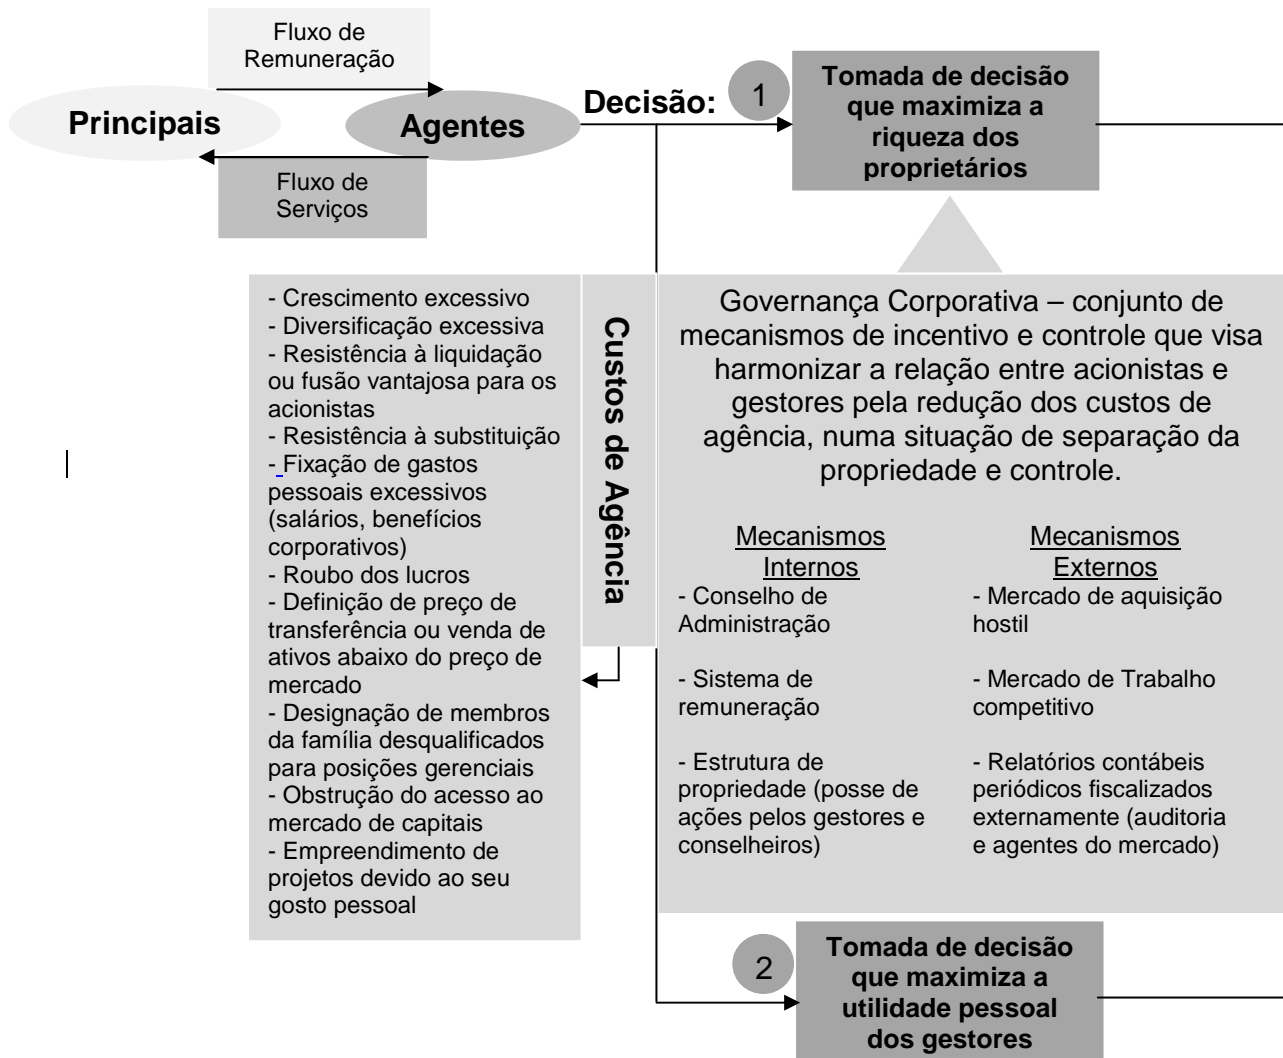 Fluxo de
Remuneração
Principais
Agentes
Fluxo de
Serviços
Decisão:
1
Tomada de decisão
que maximiza a
riqueza dos
proprietários
- Crescimento excessivo
- Diversificação excessiva
- Resistência à liquidação
ou fusão vantajosa para os
acionistas
- Resistência à substituição
- Fixação de gastos
pessoais excessivos
(salários, benefícios
corporativos)
- Roubo dos lucros
- Definição de preço de
transferência ou venda de
ativos abaixo do preço de
mercado
- Designação de membros
da família desqualificados
para posições gerenciais
- Obstrução do acesso ao
mercado de capitais
- Empreendimento de
projetos devido ao seu
gosto pessoal
Custos de Agência
Governança Corporativa – conjunto de
mecanismos de incentivo e controle que visa
harmonizar a relação entre acionistas e
gestores pela redução dos custos de
agência, numa situação de separação da
propriedade e controle.
Mecanismos
Internos
- Conselho de
Administração
- Sistema de
remuneração
- Estrutura de
propriedade (posse de
ações pelos gestores e
conselheiros)
Mecanismos
Externos
- Mercado de aquisição
hostil
- Mercado de Trabalho
competitivo
- Relatórios contábeis
periódicos fiscalizados
externamente (auditoria
e agentes do mercado)
2
Tomada de decisão
que maximiza a
utilidade pessoal
dos gestores